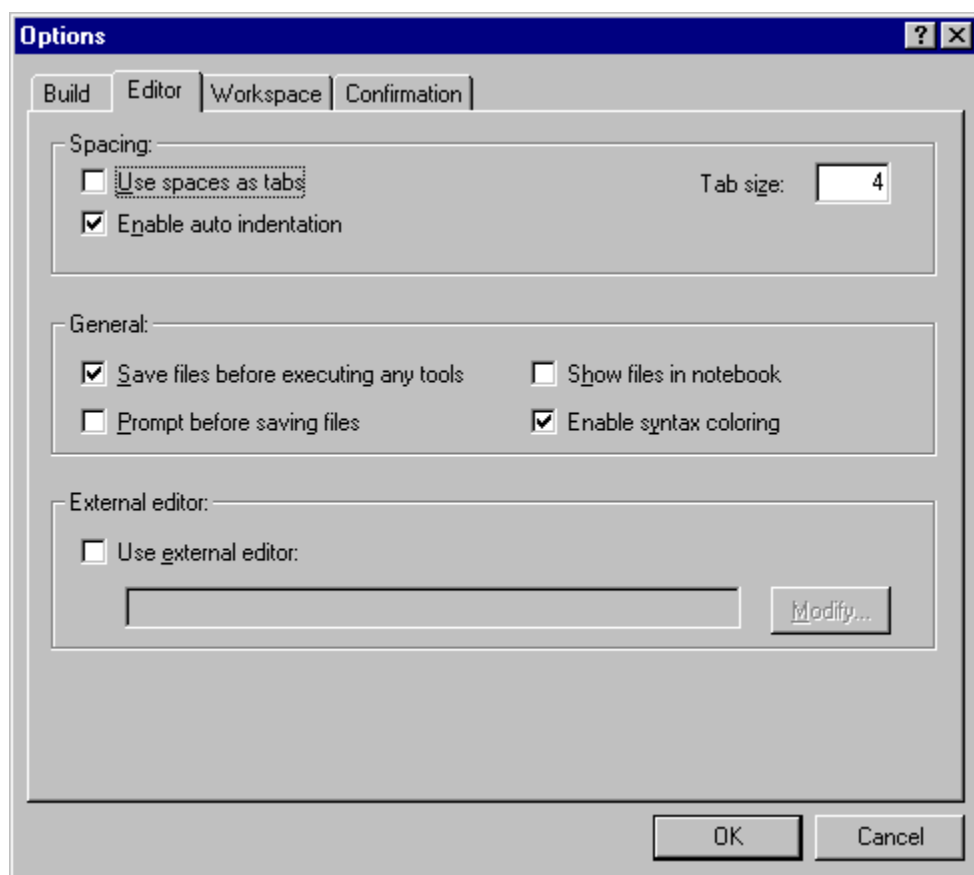 Options
Build Editor Workspace Confirmation
Spacing:
Use spaces as tabs Tab size: 4
Enable auto indentation
General:
Save files before executing any tools Show files in notebook
Prompt before saving files Enable syntax coloring
External editor:
Use external editor:
Modify...
OK Cancel